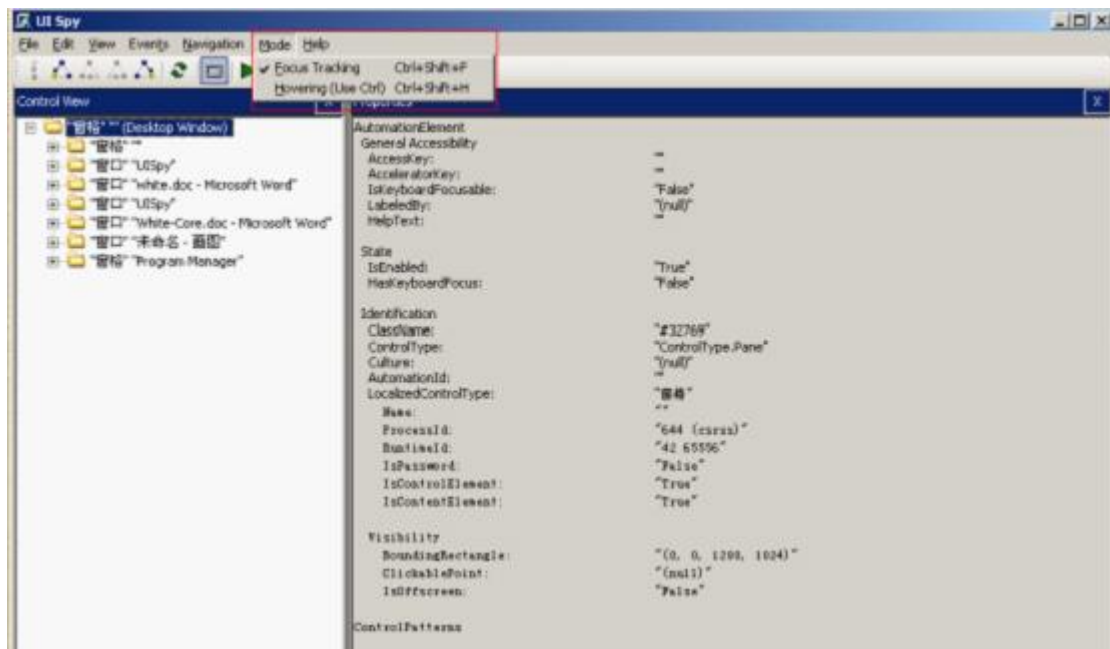 UI Spy
File Edit View Events Navigation Mode Help
Focus Tracking Ctrl+Shift+F
Hovering (Use Ctrl) Ctrl+Shift+H
Control View
Properties
"窗格" "" (Desktop Window)
"窗格" ""
"窗口" "UISpy"
"窗口" "white.doc - Microsoft Word"
"窗口" "UISpy"
"窗口" "White-Core.doc - Microsoft Word"
"窗口" "未命名 - 画图"
"窗格" "Program Manager"
AutomationElement
General Accessibility
AccessKey: ""
AcceleratorKey: ""
IsKeyboardFocusable: "False"
LabeledBy: "(null)"
HelpText: ""
State
IsEnabled: "True"
HasKeyboardFocus: "False"
Identification
ClassName: "#32769"
ControlType: "ControlType.Pane"
Culture: "(null)"
AutomationId: ""
LocalizedControlType: "窗格"
Name: ""
ProcessId: "644 (csrss)"
RuntimeId: "42 65556"
IsPassword: "False"
IsControlElement: "True"
IsContentElement: "True"
Visibility
BoundingRectangle: "(0, 0, 1280, 1024)"
ClickablePoint: "(null)"
IsOffscreen: "False"
ControlPatterns